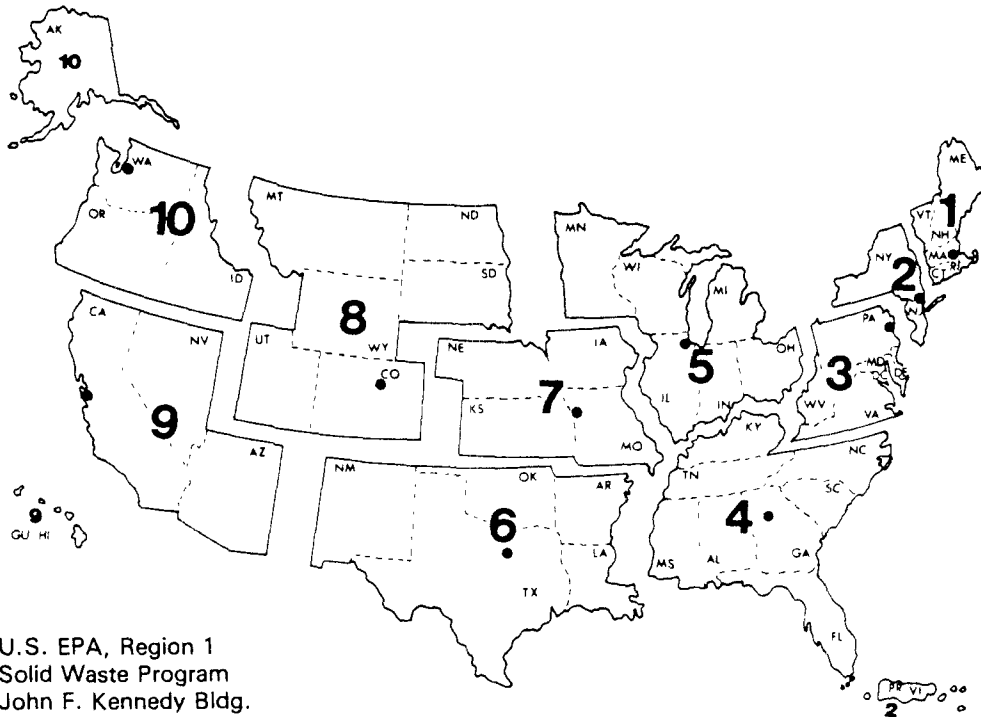 AK
10
WA
OR
10
ID
MT
ND
SD
8
WY
UT
CO
CA
NV
9
AZ
9
GU HI
NE
IA
KS
7
MO
MN
WI
MI
5
IL
IN
OH
NM
OK
AR
6
TX
LA
KY
TN
NC
SC
4
MS
AL
GA
FL
PA
MD
DC
DE
3
WV
VA
NY
2
NJ
ME
VT
1
NH
MA
RI
CT
PR VI
2
U.S. EPA, Region 1
Solid Waste Program
John F. Kennedy Bldg.